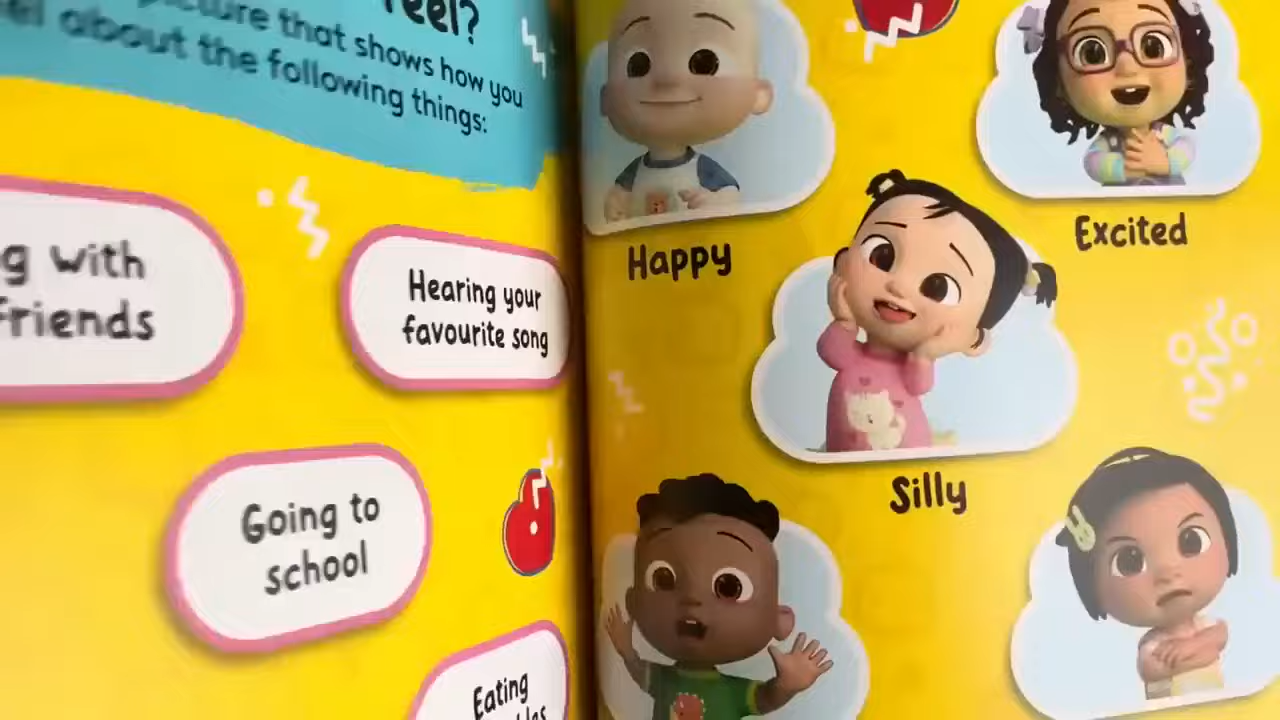 feel?
picture that shows how you
feel about the following things:
with
Friends
Hearing your
favourite song
Going to
school
Eating
Happy
Excited
Silly